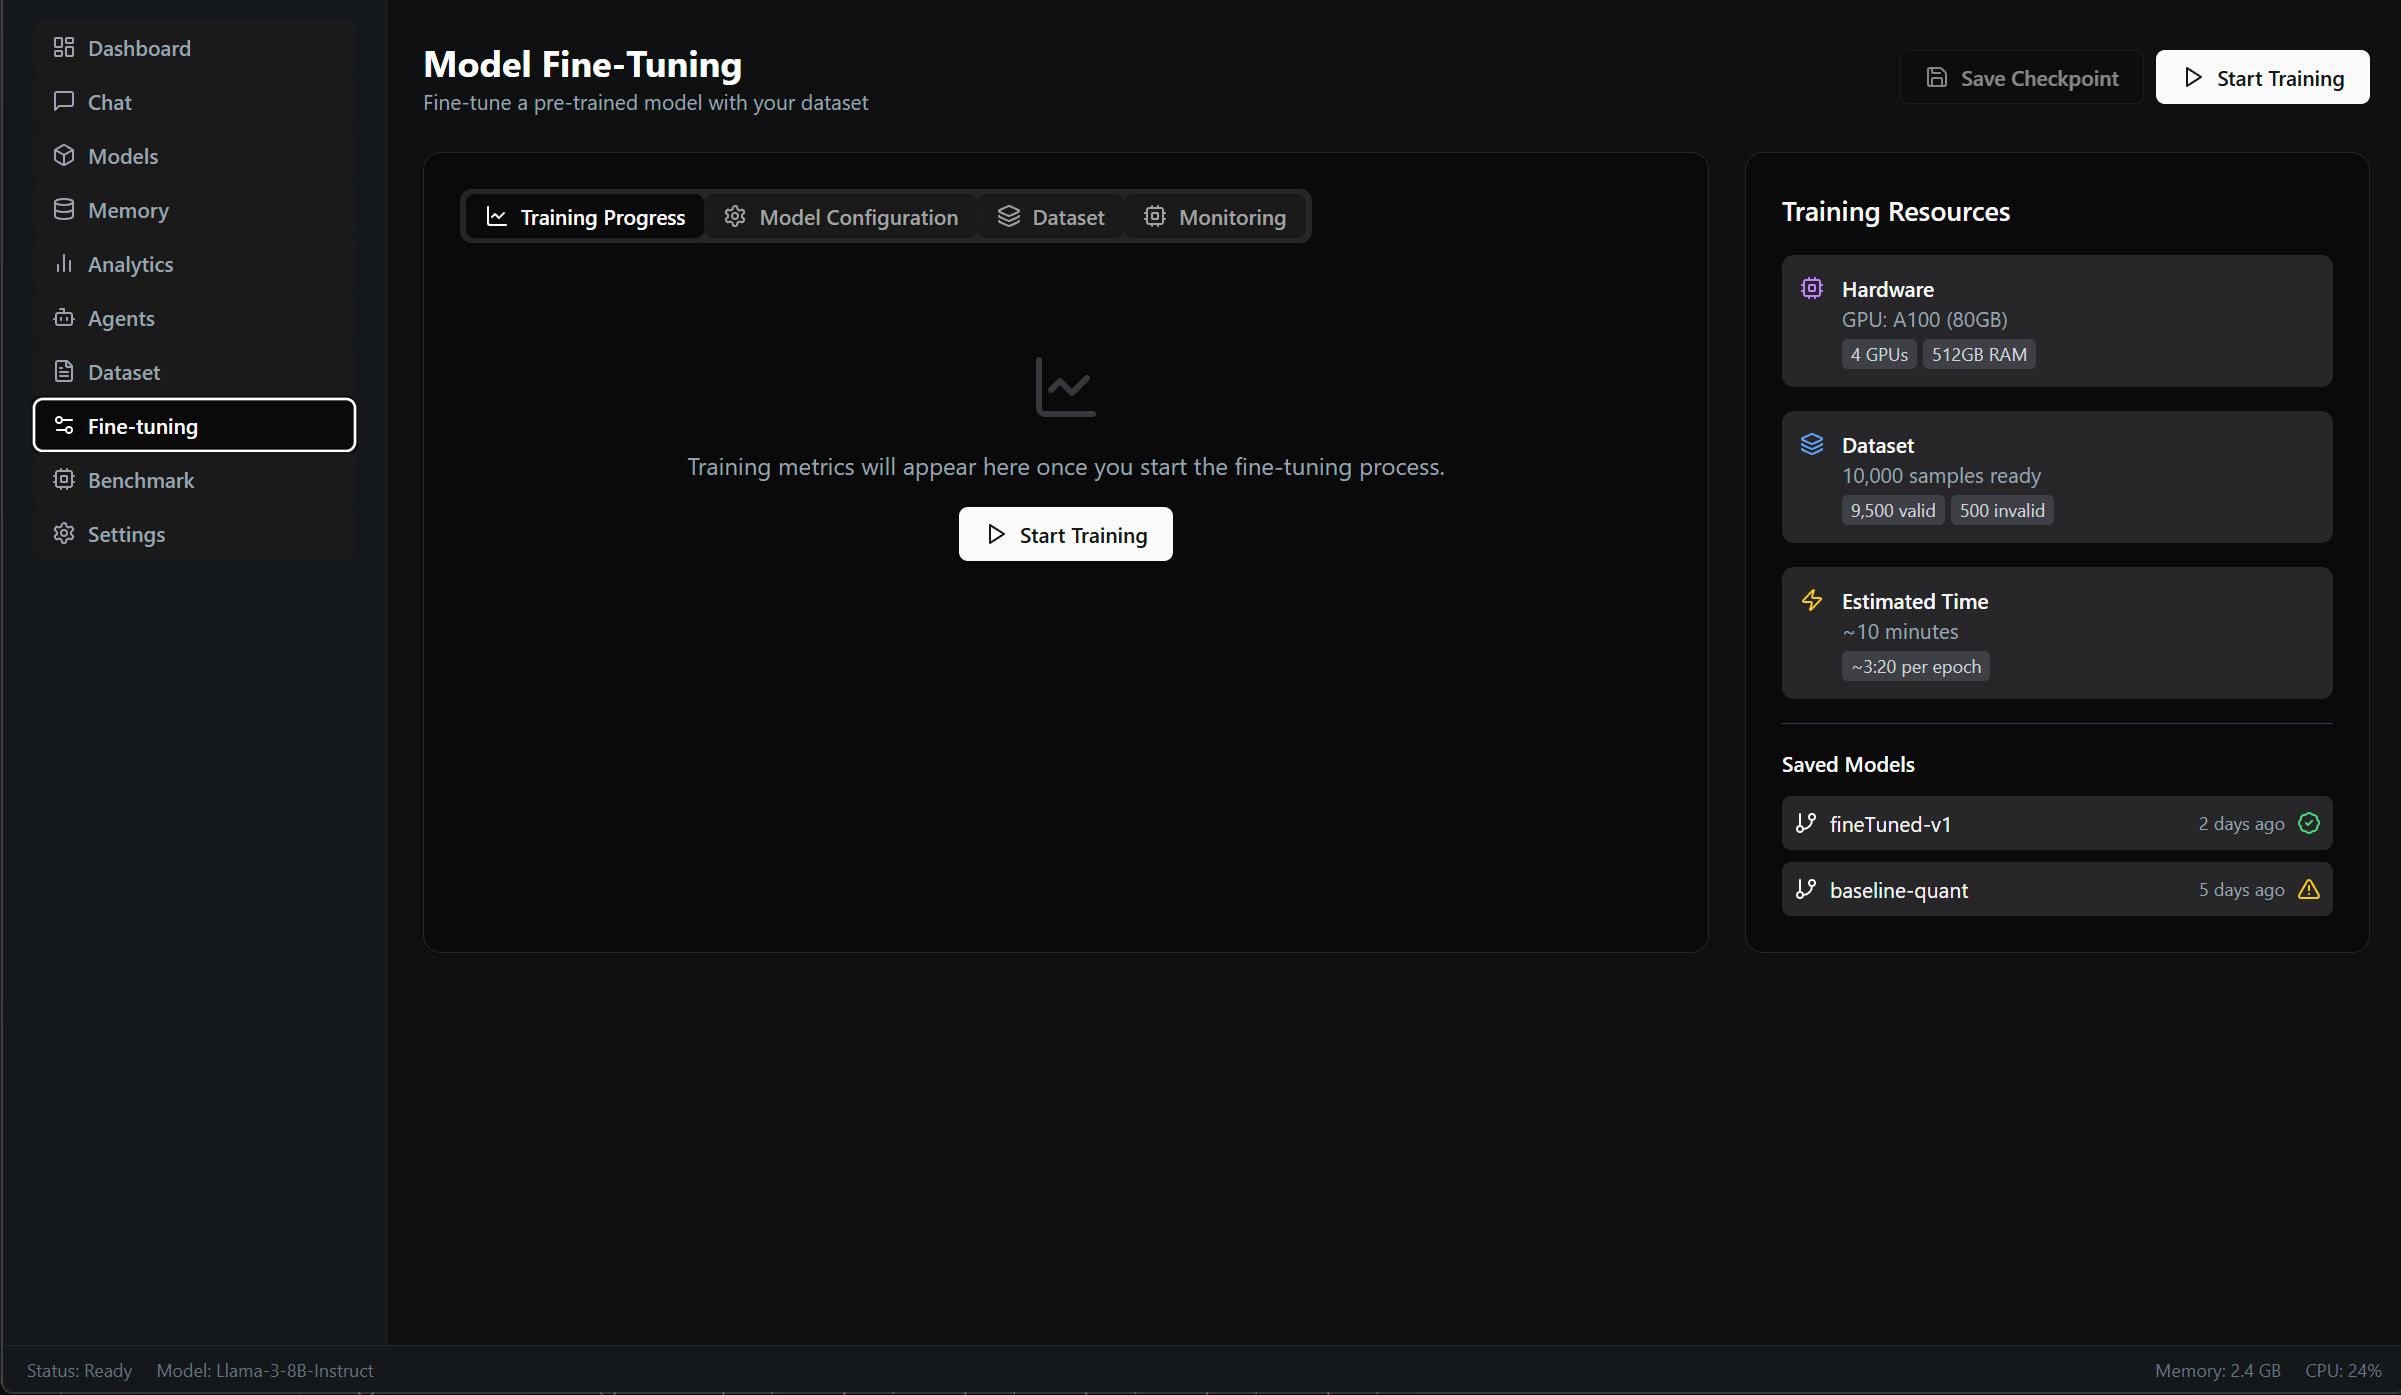 Dashboard
Chat
Models
Memory
Analytics
Agents
Dataset
Fine-tuning
Benchmark
Settings
Model Fine-Tuning
Fine-tune a pre-trained model with your dataset
Save Checkpoint
Start Training
Training Progress
Model Configuration
Dataset
Monitoring
Training metrics will appear here once you start the fine-tuning process.
Start Training
Training Resources
Hardware
GPU: A100 (80GB)
4 GPUs 512GB RAM
Dataset
10,000 samples ready
9,500 valid 500 invalid
Estimated Time
~10 minutes
~3:20 per epoch
Saved Models
fineTuned-v1 2 days ago
baseline-quant 5 days ago
Status: Ready Model: Llama-3-8B-Instruct
Memory: 2.4 GB CPU: 24%